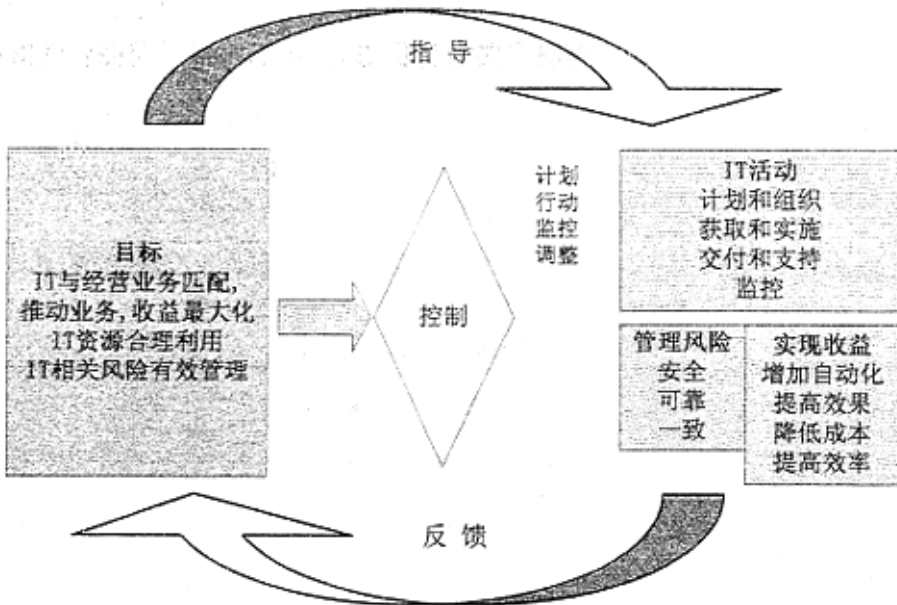 指 导
目标
IT与经营业务匹配,
推动业务,收益最大化
IT资源合理利用
IT相关风险有效管理
控制
计划
行动
监控
调整
IT活动
计划和组织
获取和实施
交付和支持
监控
管理风险
安全
可靠
一致
实现收益
增加自动化
提高效果
降低成本
提高效率
反 馈